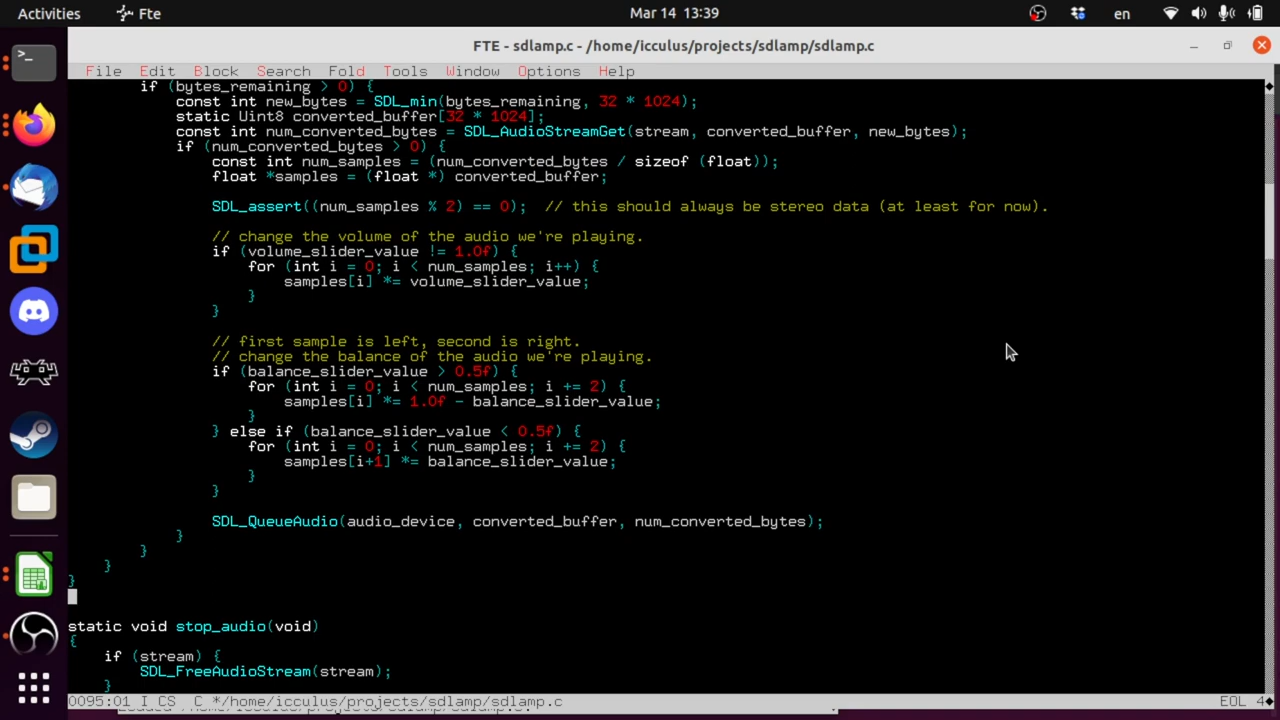 Activities Fte Mar 14 13:39 en
FTE - sdlamp.c - /home/icculus/projects/sdlamp/sdlamp.c
File Edit Block Search Fold Tools Window Options Help
if (bytes_remaining > 0) {
const int new_bytes = SDL_min(bytes_remaining, 32 * 1024);
static Uint8 converted_buffer[32 * 1024];
const int num_converted_bytes = SDL_AudioStreamGet(stream, converted_buffer, new_bytes);
if (num_converted_bytes > 0) {
const int num_samples = (num_converted_bytes / sizeof (float));
float *samples = (float *) converted_buffer;
SDL_assert((num_samples % 2) == 0);  // this should always be stereo data (at least for now).
// change the volume of the audio we're playing.
if (volume_slider_value != 1.0f) {
for (int i = 0; i < num_samples; i++) {
samples[i] *= volume_slider_value;
}
}
// first sample is left, second is right.
// change the balance of the audio we're playing.
if (balance_slider_value > 0.5f) {
for (int i = 0; i < num_samples; i += 2) {
samples[i] *= 1.0f - balance_slider_value;
}
} else if (balance_slider_value < 0.5f) {
for (int i = 0; i < num_samples; i += 2) {
samples[i+1] *= balance_slider_value;
}
}
SDL_QueueAudio(audio_device, converted_buffer, num_converted_bytes);
}
}
}
}
static void stop_audio(void)
{
if (stream) {
SDL_FreeAudioStream(stream);
}
0095:01 I CS  C */home/icculus/projects/sdlamp/sdlamp.c EOL 4